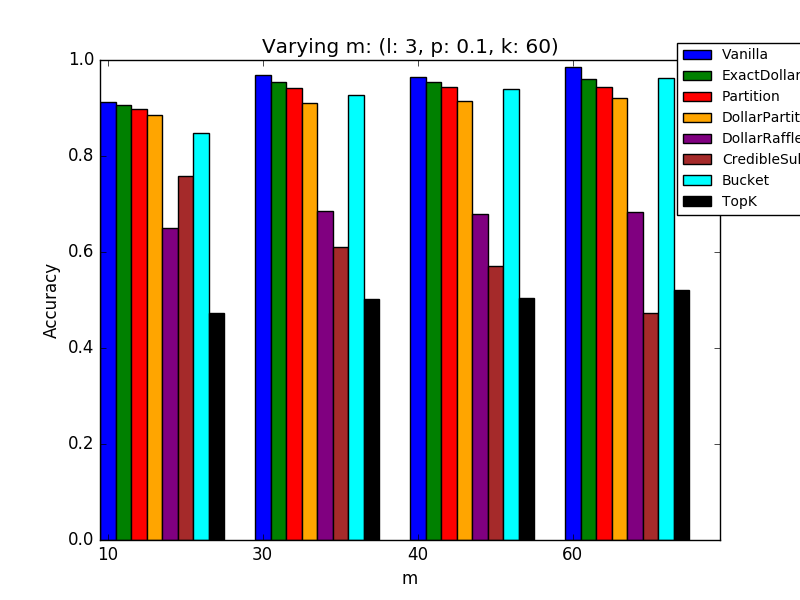 Varying m: (l: 3, p: 0.1, k: 60)
1.0
0.8
0.6
0.4
0.2
0.0
Accuracy
10 30 40 60
m
Vanilla
ExactDollar
Partition
DollarPartit
DollarRaffle
CredibleSu
Bucket
TopK